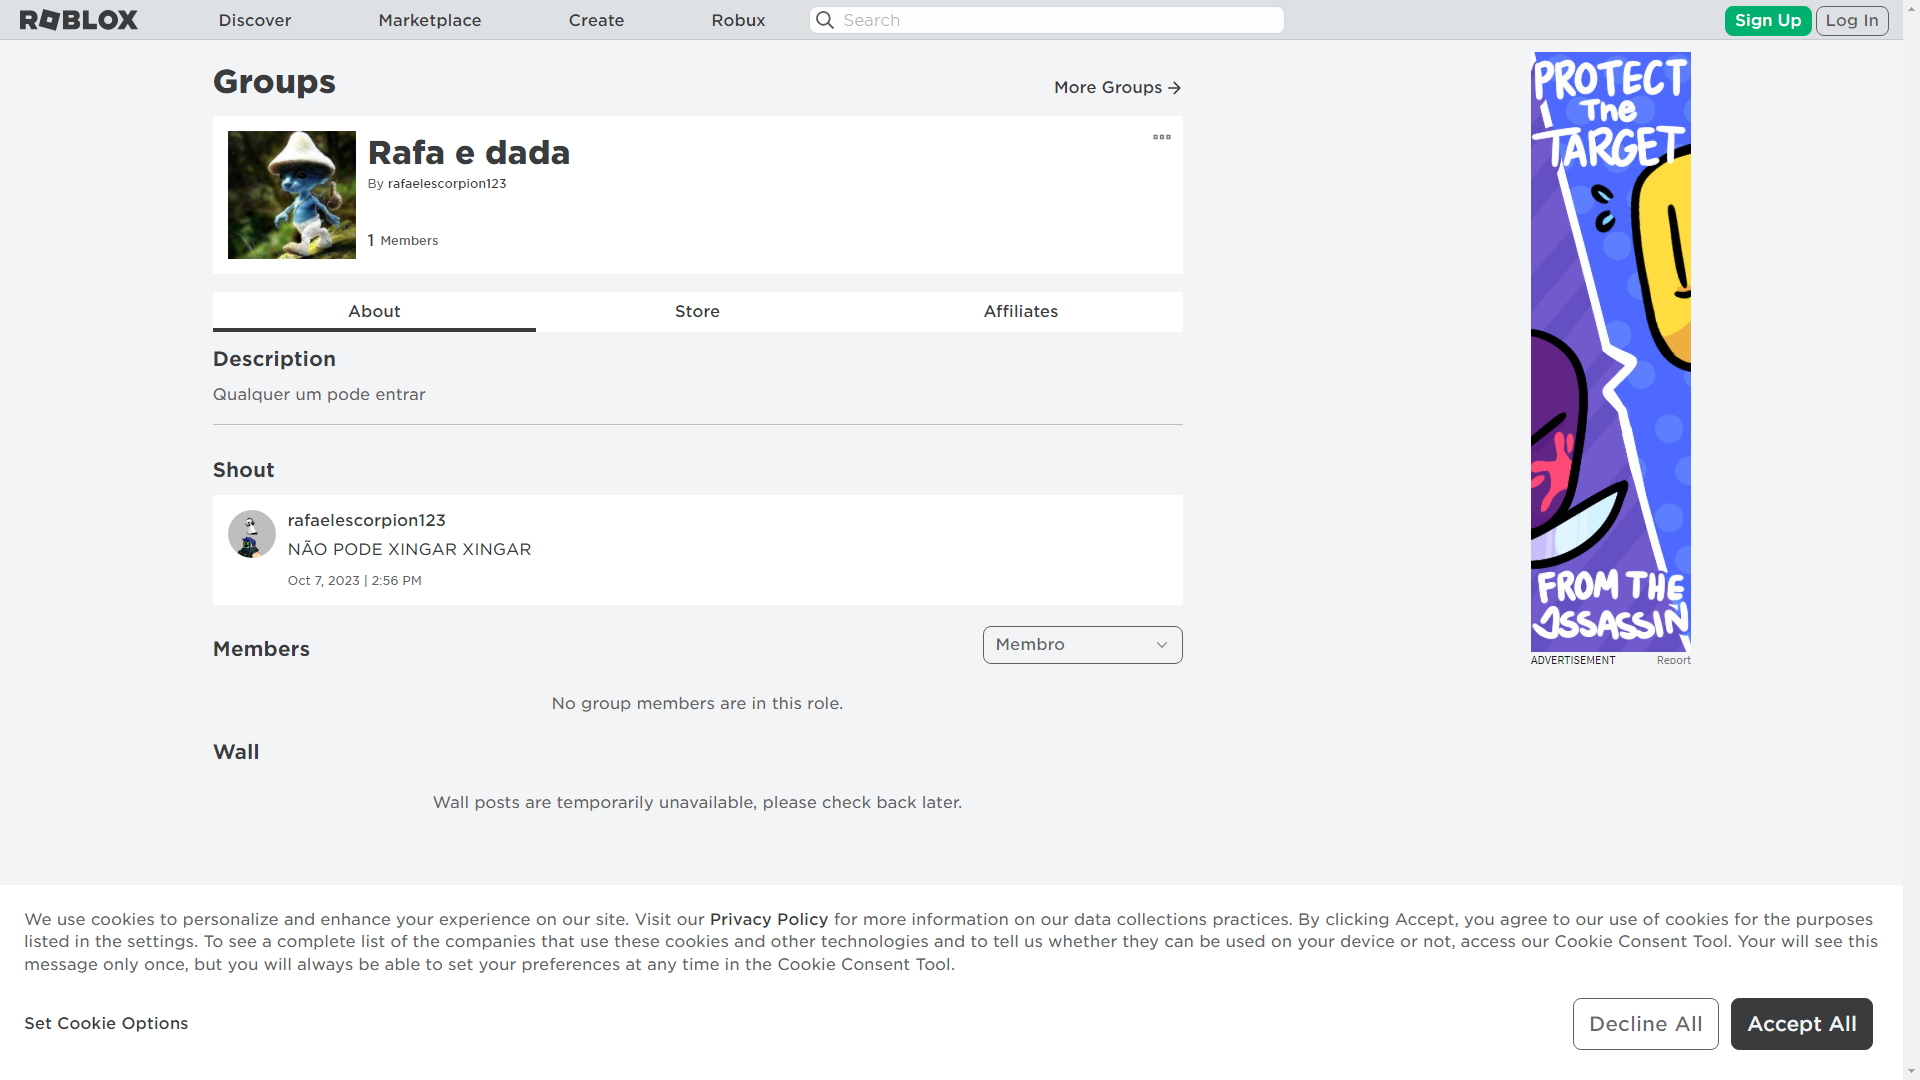 ROBLOX
Discover
Marketplace
Create
Robux
Search
Sign Up
Log In
Groups
More Groups
Rafa e dada
By rafaelescorpion123
1 Members
About
Store
Affiliates
Description
Qualquer um pode entrar
Shout
rafaelescorpion123
NÃO PODE XINGAR XINGAR
Oct 7, 2023 | 2:56 PM
Members
Membro
No group members are in this role.
Wall
Wall posts are temporarily unavailable, please check back later.
PROTECT
The
TARGET
FROM THE
ASSASSIN
ADVERTISEMENT
Report
We use cookies to personalize and enhance your experience on our site. Visit our Privacy Policy for more information on our data collections practices. By clicking Accept, you agree to our use of cookies for the purposes
listed in the settings. To see a complete list of the companies that use these cookies and other technologies and to tell us whether they can be used on your device or not, access our Cookie Consent Tool. Your will see this
message only once, but you will always be able to set your preferences at any time in the Cookie Consent Tool.
Set Cookie Options
Decline All
Accept All